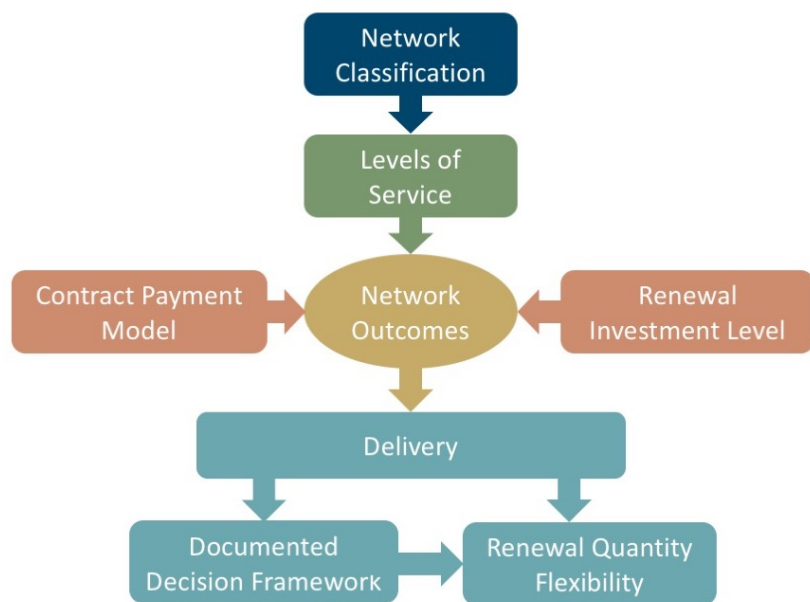 Network
Classification
Levels of
Service
Contract Payment
Model
Network
Outcomes
Renewal
Investment Level
Delivery
Documented
Decision Framework
Renewal Quantity
Flexibility